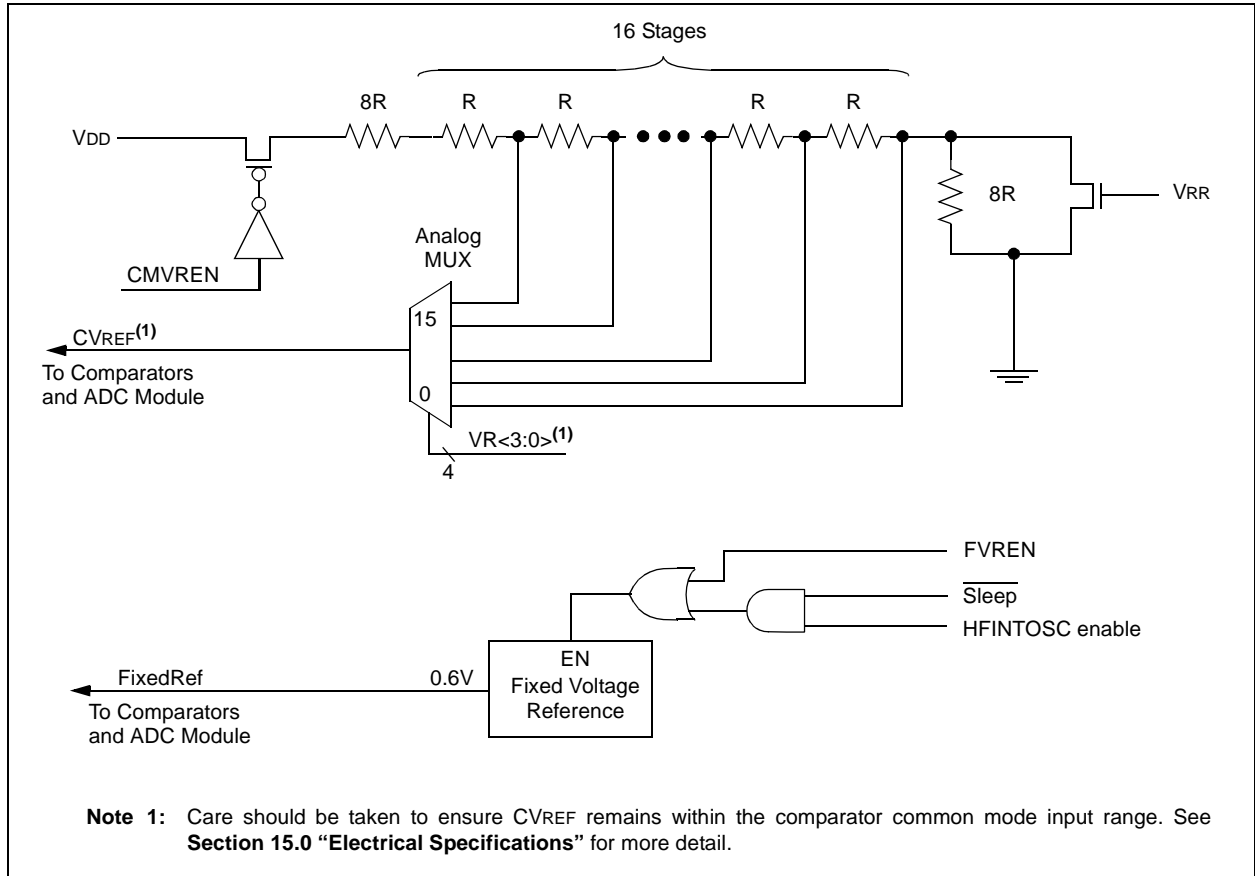 16 Stages
8R R R R R
VDD
8R
VRR
Analog
MUX
CMVREN
15
CVREF(1)
To Comparators
and ADC Module
0
VR<3:0>(1)
4
FVREN
Sleep
HFINTOSC enable
EN
FixedRef 0.6V Fixed Voltage
Reference
To Comparators
and ADC Module
Note 1: Care should be taken to ensure CVREF remains within the comparator common mode input range. See
Section 15.0 “Electrical Specifications” for more detail.